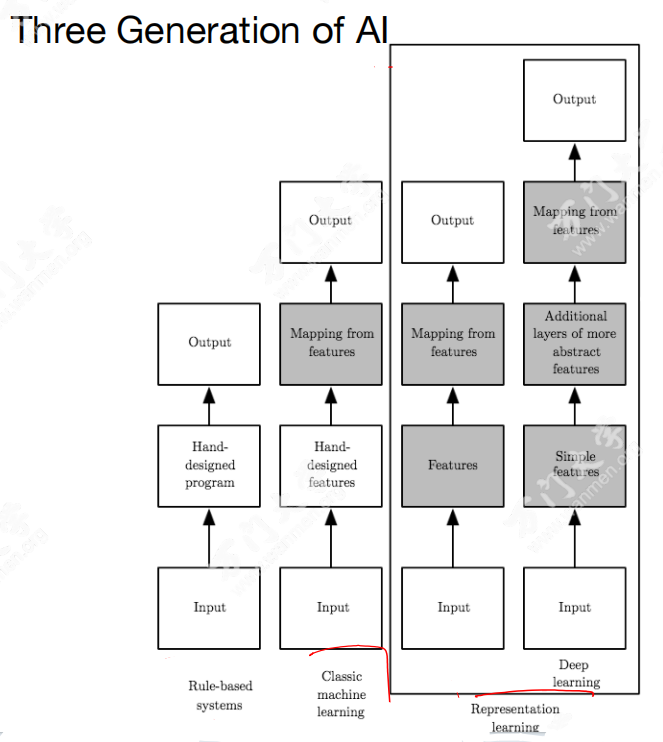 Three Generation of AI
Output
Output
Output
Mapping from
features
Output
Mapping from
features
Mapping from
features
Additional
layers of more
abstract
features
Hand-
designed
program
Hand-
designed
features
Features
Simple
features
Input
Input
Input
Input
Rule-based
systems
Classic
machine
learning
Deep
learning
Representation
learning